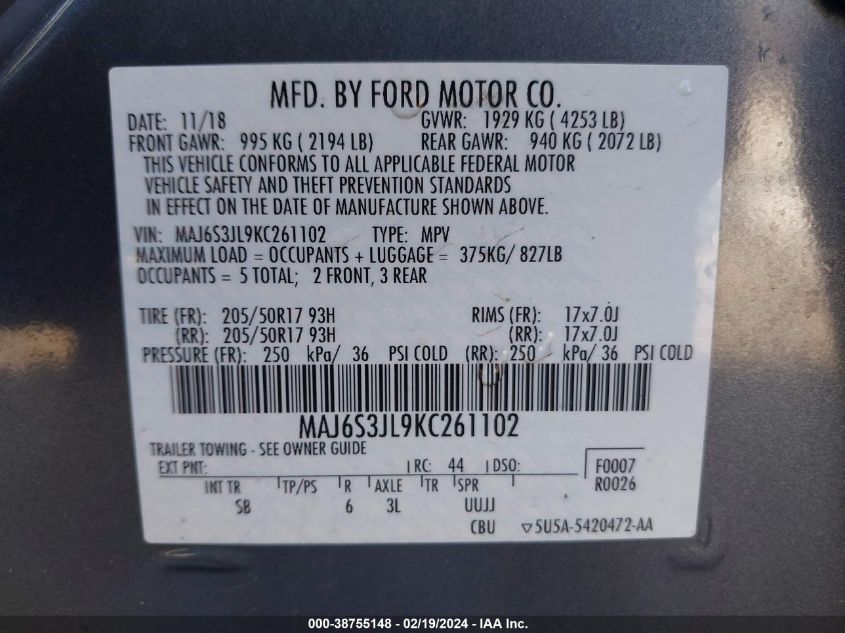 MFD. BY FORD MOTOR CO.
DATE: 11/18 GVWR: 1929 KG ( 4253 LB)
FRONT GAWR: 995 KG ( 2194 LB) REAR GAWR: 940 KG ( 2072 LB)
THIS VEHICLE CONFORMS TO ALL APPLICABLE FEDERAL MOTOR
VEHICLE SAFETY AND THEFT PREVENTION STANDARDS
IN EFFECT ON THE DATE OF MANUFACTURE SHOWN ABOVE.
VIN: MAJ6S3JL9KC261102 TYPE: MPV
MAXIMUM LOAD = OCCUPANTS + LUGGAGE = 375KG/ 827LB
OCCUPANTS = 5 TOTAL; 2 FRONT, 3 REAR
TIRE (FR): 205/50R17 93H RIMS (FR): 17x7.0J
(RR): 205/50R17 93H (RR): 17x7.0J
PRESSURE (FR): 250 kPa/ 36 PSI COLD (RR): 250 kPa/ 36 PSI COLD
MAJ6S3JL9KC261102
TRAILER TOWING - SEE OWNER GUIDE
EXT PNT: RC: 44 DSO: F0007
INT TR TP/PS R AXLE TR SPR R0026
SB 6 3L UUJJ
CBU ▽5U5A-5420472-AA
000-38755148 - 02/19/2024 - IAA Inc.